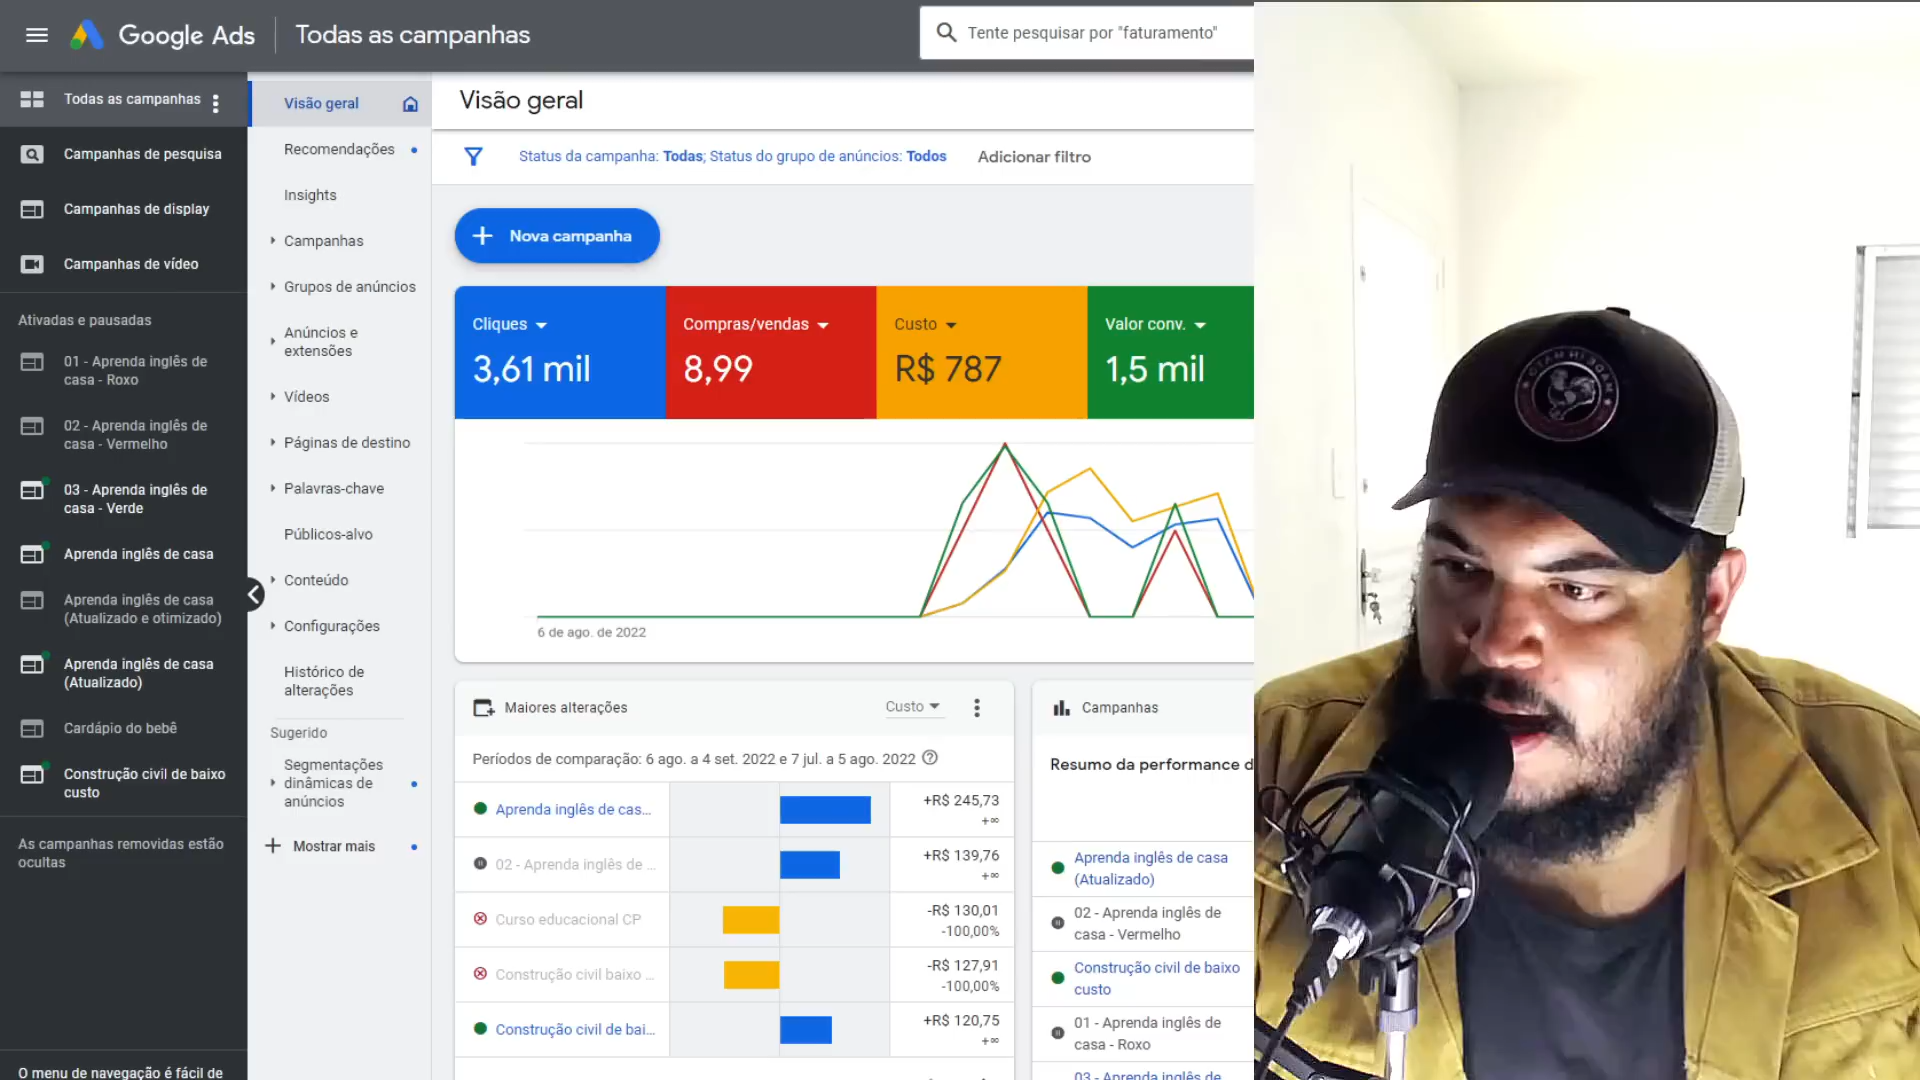 Google Ads
Todas as campanhas
Tente pesquisar por "faturamento"
Todas as campanhas
Campanhas de pesquisa
Campanhas de display
Campanhas de vídeo
Ativadas e pausadas
01 - Aprenda inglês de
casa - Roxo
02 - Aprenda inglês de
casa - Vermelho
03 - Aprenda inglês de
casa - Verde
Aprenda inglês de casa
Aprenda inglês de casa
(Atualizado e otimizado)
Aprenda inglês de casa
(Atualizado)
Cardápio do bebê
Construção civil de baixo
custo
As campanhas removidas estão
ocultas
O menu de navegação é fácil de
Visão geral
Recomendações
Insights
Campanhas
Grupos de anúncios
Anúncios e
extensões
Vídeos
Páginas de destino
Palavras-chave
Públicos-alvo
Conteúdo
Configurações
Histórico de
alterações
Sugerido
Segmentações
dinâmicas de
anúncios
Mostrar mais
Visão geral
Status da campanha: Todas; Status do grupo de anúncios: Todos
Adicionar filtro
Nova campanha
Cliques
3,61 mil
Compras/vendas
8,99
Custo
R$ 787
Valor conv.
1,5 mil
6 de ago. de 2022
Maiores alterações
Custo
Períodos de comparação: 6 ago. a 4 set. 2022 e 7 jul. a 5 ago. 2022
Aprenda inglês de cas...
+R$ 245,73
+∞
02 - Aprenda inglês de ...
+R$ 139,76
+∞
Curso educacional CP
-R$ 130,01
-100,00%
Construção civil baixo ...
-R$ 127,91
-100,00%
Construção civil de bai...
+R$ 120,75
+∞
Campanhas
Resumo da performance d
Aprenda inglês de casa
(Atualizado)
02 - Aprenda inglês de
casa - Vermelho
Construção civil de baixo
custo
01 - Aprenda inglês de
casa - Roxo
03 - Aprenda inglês de